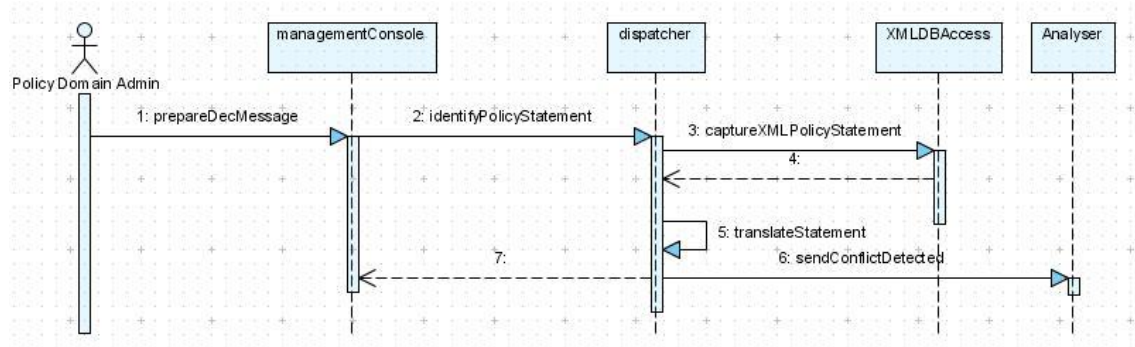 managementConsole
dispatcher
XMLDBAccess
Analyser
Policy Domain Admin
1: prepareDecMessage
2: identifyPolicyStatement
3: captureXMLPolicyStatement
4:
5: translateStatement
6: sendConflictDetected
7: